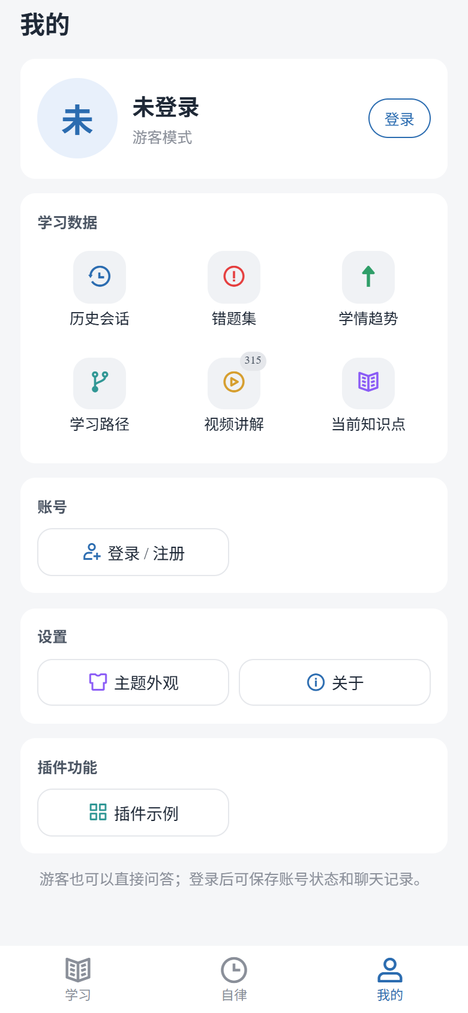 我的
未
未登录
游客模式
登录
学习数据
历史会话
错题集
学情趋势
315
学习路径
视频讲解
当前知识点
账号
登录 / 注册
设置
主题外观
关于
插件功能
插件示例
游客也可以直接问答；登录后可保存账号状态和聊天记录。
学习
自律
我的